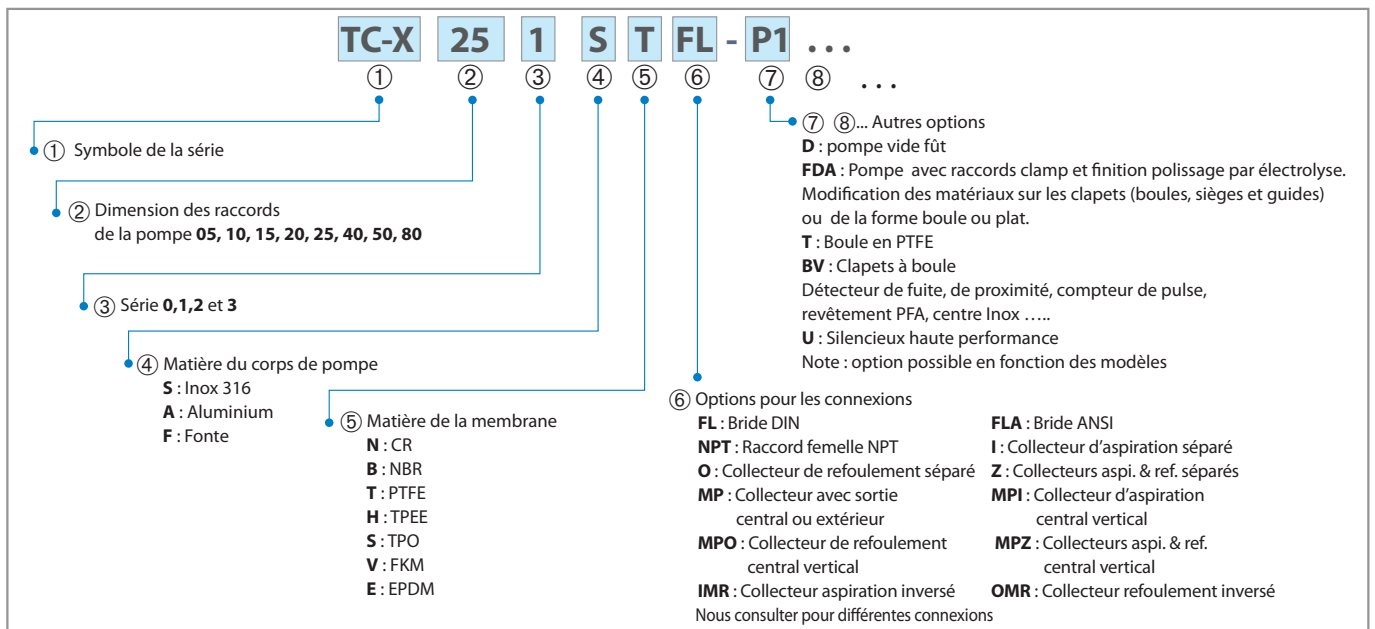 TC-X 25 1 S T FL - P1 ...
① ② ③ ④ ⑤ ⑥ ⑦ ⑧ ...
① Symbole de la série
② Dimension des raccords
de la pompe 05, 10, 15, 20, 25, 40, 50, 80
③ Série 0,1,2 et 3
④ Matière du corps de pompe
S : Inox 316
A : Aluminium
F : Fonte
⑤ Matière de la membrane
N : CR
B : NBR
T : PTFE
H : TPEE
S : TPO
V : FKM
E : EPDM
⑥ Options pour les connexions
FL : Bride DIN
NPT : Raccord femelle NPT
O : Collecteur de refoulement séparé
MP : Collecteur avec sortie
central ou extérieur
MPO : Collecteur de refoulement
central vertical
IMR : Collecteur aspiration inversé
FLA : Bride ANSI
I : Collecteur d'aspiration séparé
Z : Collecteurs aspi. & ref. séparés
MPI : Collecteur d'aspiration
central vertical
MPZ : Collecteurs aspi. & ref.
central vertical
OMR : Collecteur refoulement inversé
Nous consulter pour différentes connexions
⑦ ⑧... Autres options
D : pompe vide fût
FDA : Pompe avec raccords clamp et finition polissage par électrolyse.
Modification des matériaux sur les clapets (boules, sièges et guides)
ou de la forme boule ou plat.
T : Boule en PTFE
BV : Clapets à boule
Détecteur de fuite, de proximité, compteur de pulse,
revêtement PFA, centre Inox .....
U : Silencieux haute performance
Note : option possible en fonction des modèles